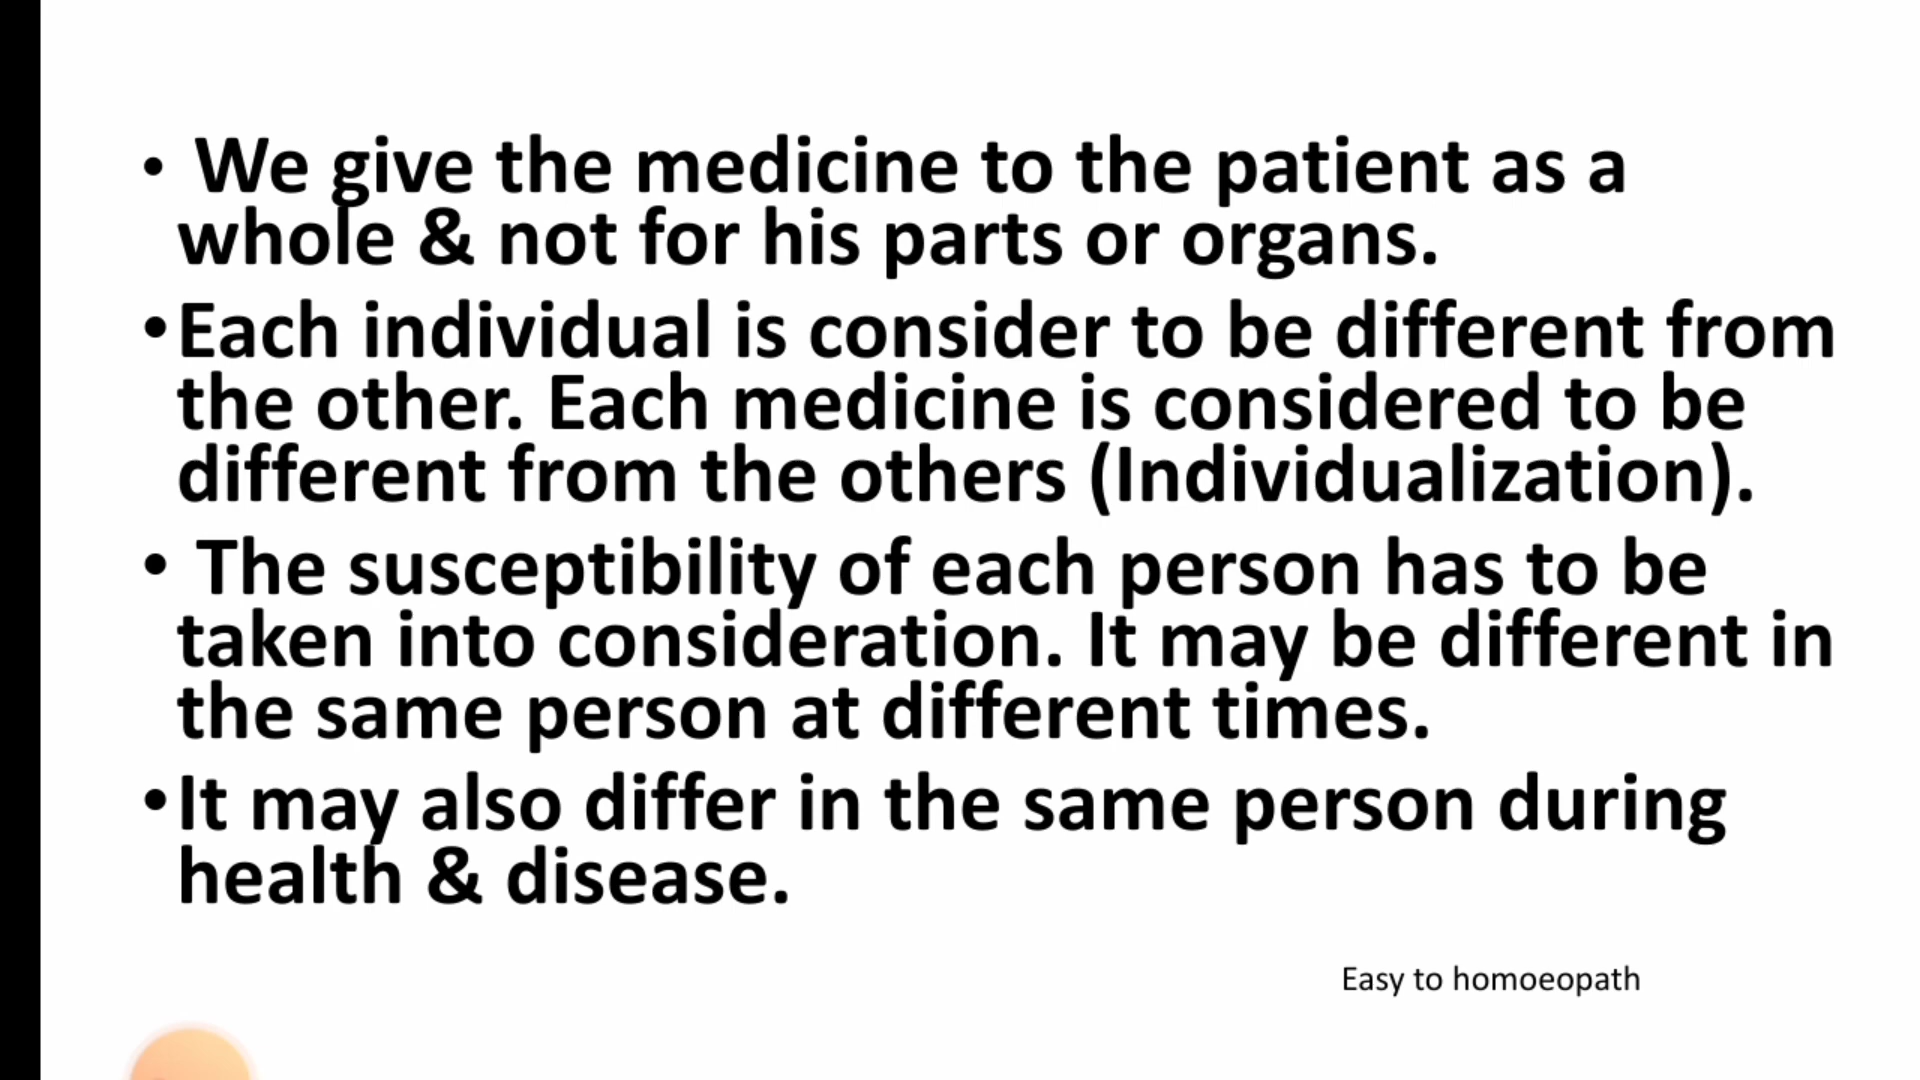 • We give the medicine to the patient as a
whole & not for his parts or organs.
•Each individual is consider to be different from
the other. Each medicine is considered to be
different from the others (Individualization).
• The susceptibility of each person has to be
taken into consideration. It may be different in
the same person at different times.
•It may also differ in the same person during
health & disease.
Easy to homoeopath